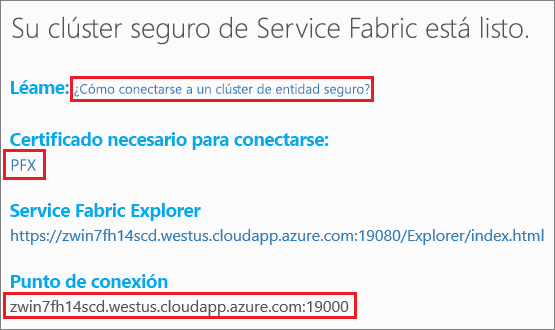 Su clúster seguro de Service Fabric está listo.
Léame: ¿Cómo conectarse a un clúster de entidad seguro?
Certificado necesario para conectarse:
PFX
Service Fabric Explorer
https://zwin7fh14scd.westus.cloudapp.azure.com:19080/Explorer/index.html
Punto de conexión
zwin7fh14scd.westus.cloudapp.azure.com:19000